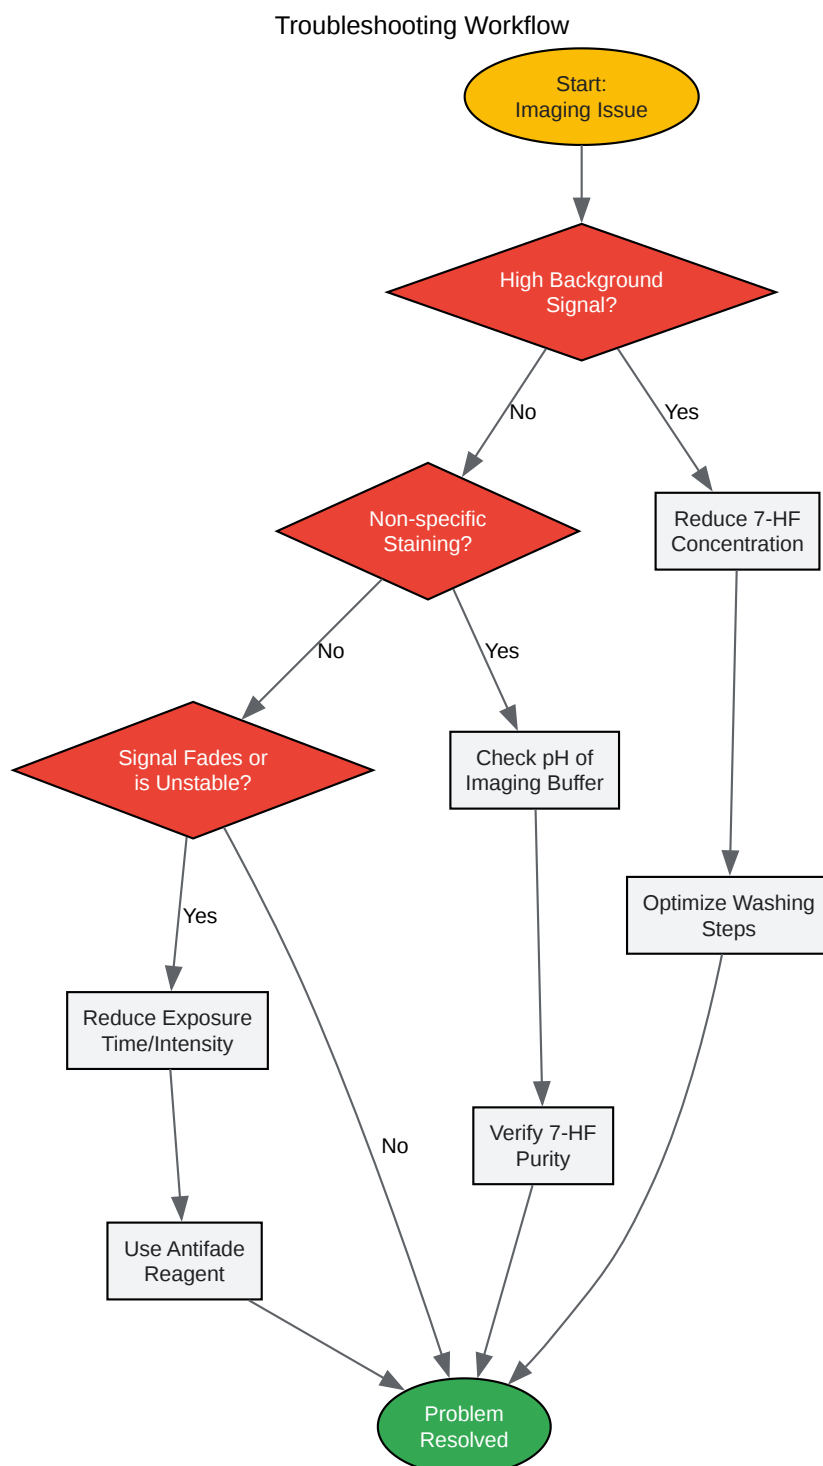 Troubleshooting Workflow
Start:
Imaging Issue
High Background
Signal?
No
Yes
Non-specific
Staining?
Reduce 7-HF
Concentration
No
Yes
Signal Fades or
is Unstable?
Check pH of
Imaging Buffer
Yes
Optimize Washing
Steps
Reduce Exposure
Time/Intensity
No
Verify 7-HF
Purity
Use Antifade
Reagent
Problem
Resolved